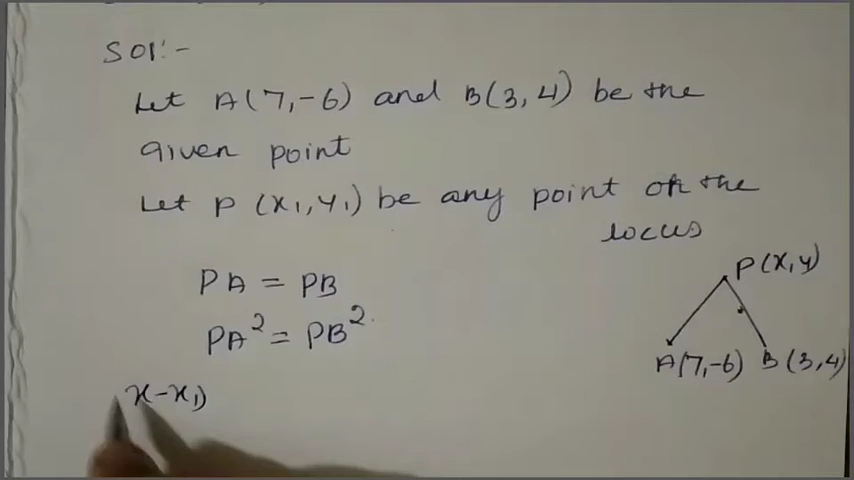 SOl:-
Let A(7,-6) and B(3,4) be the
Given point
Let P (x₁,y₁) be any point on the
locus
PA = PB
PA² = PB²
x-x₁)
P(x,y)
A(7,-6) B(3,4)